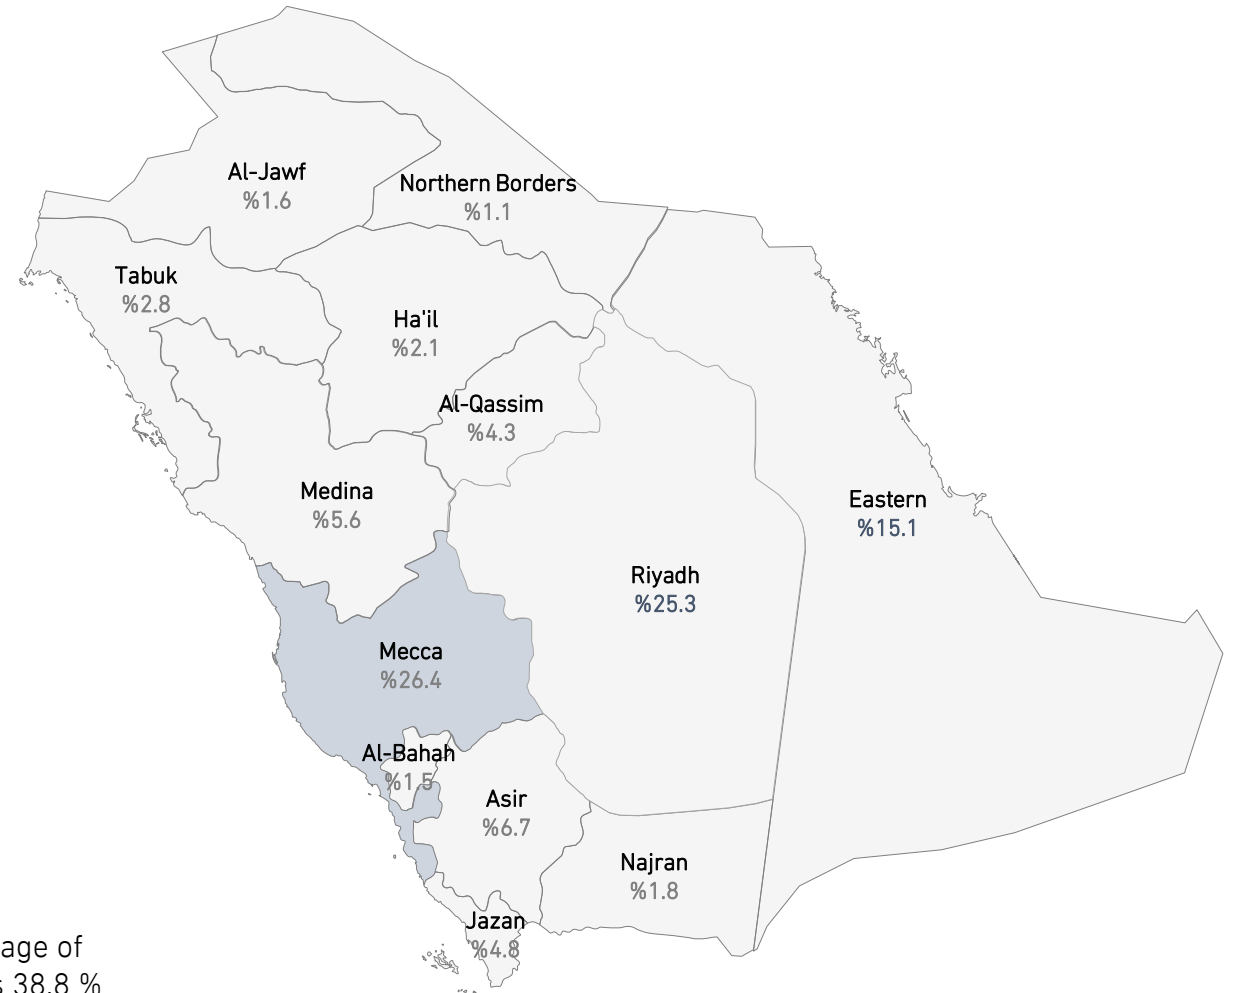 Al-Jawf
%1.6
Northern Borders
%1.1
Tabuk
%2.8
Ha'il
%2.1
Al-Qassim
%4.3
Medina
%5.6
Eastern
%15.1
Riyadh
%25.3
Mecca
%26.4
Al-Bahah
%1.5
Asir
%6.7
Najran
%1.8
Jazan
%4.8
age of
s 38.8 %